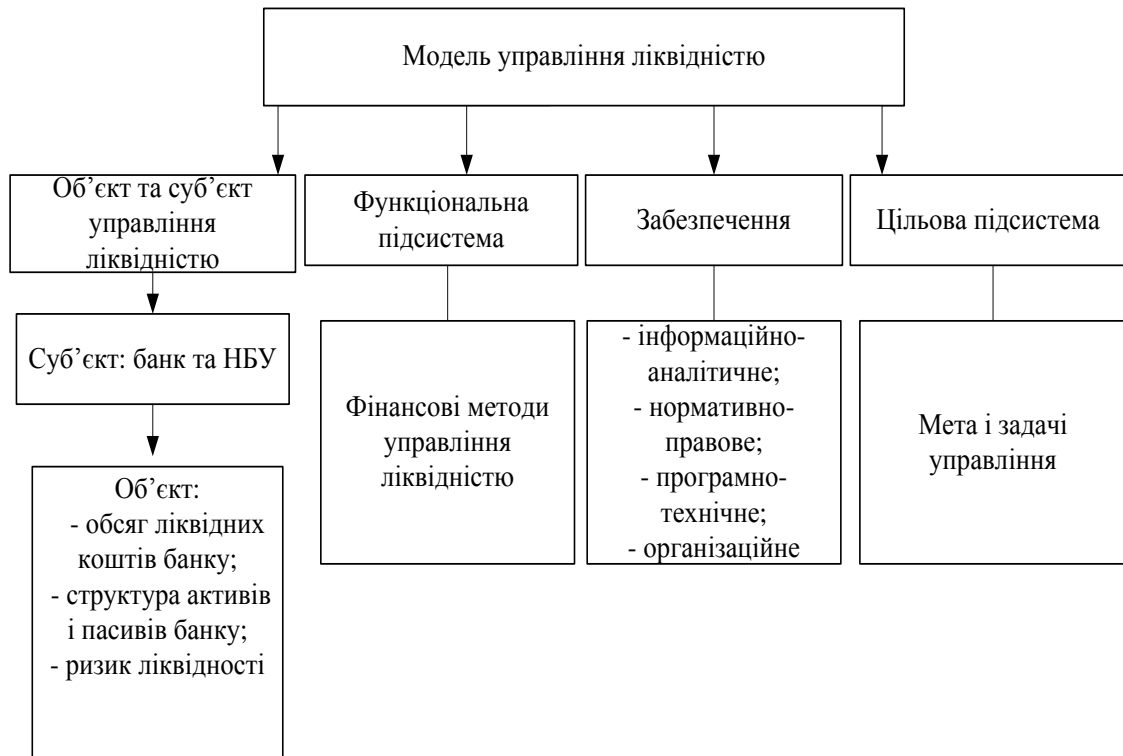 Модель управління ліквідністю
Об’єкт та суб’єкт
управління
ліквідністю
Функціональна
підсистема
Забезпечення
Цільова підсистема
Суб’єкт: банк та НБУ
Фінансові методи
управління
ліквідністю
- інформаційно-
аналітичне;
- нормативно-
правове;
- програмно-
технічне;
- організаційне
Мета і задачі
управління
Об’єкт:
- обсяг ліквідних
коштів банку;
- структура активів
і пасивів банку;
- ризик ліквідності